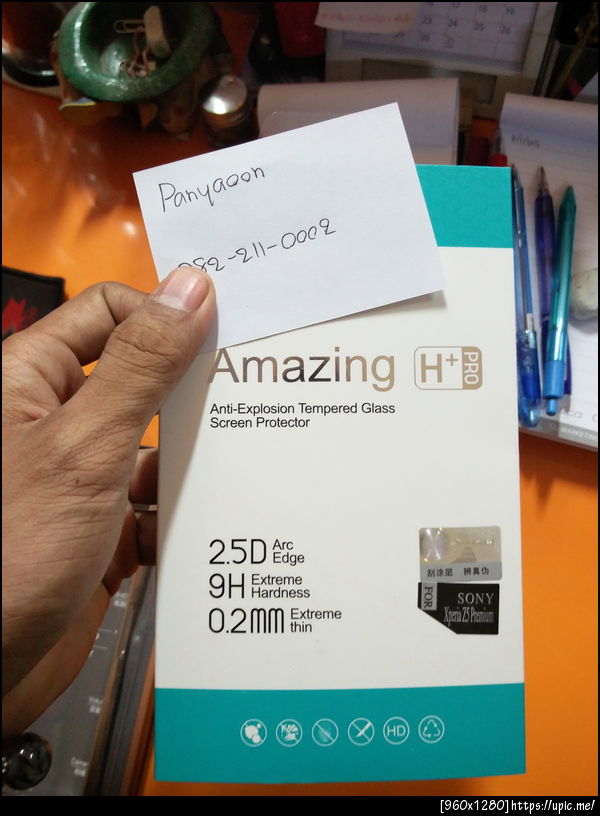 Panyaoon
082-211-0002
Amazing H+ PRO
Anti-Explosion Tempered Glass
Screen Protector
2.5D Arc Edge
9H Extreme Hardness
0.2mm Extreme thin
刮涂层 辨真伪
FOR SONY
Xperia Z5 Premium
HD
MARKETING
[960x1280]https://upic.me/